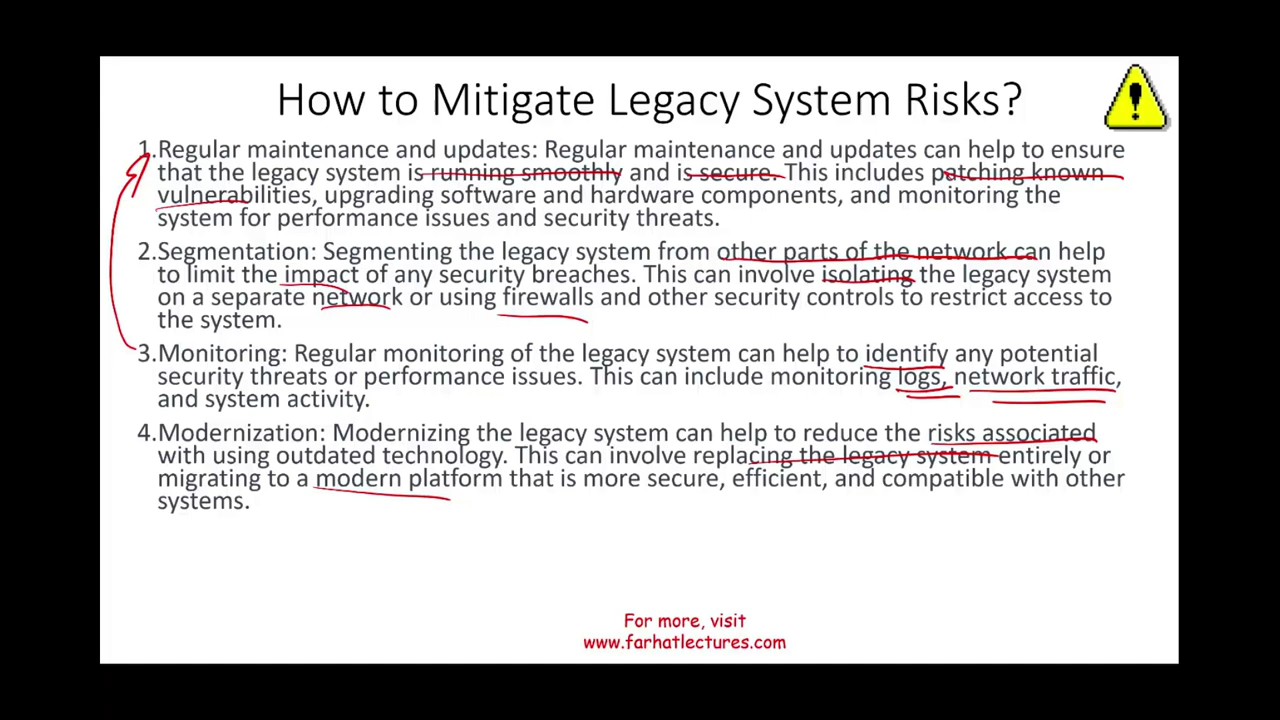 How to Mitigate Legacy System Risks?
1.Regular maintenance and updates: Regular maintenance and updates can help to ensure
that the legacy system is running smoothly and is secure. This includes patching known
vulnerabilities, upgrading software and hardware components, and monitoring the
system for performance issues and security threats.
2.Segmentation: Segmenting the legacy system from other parts of the network can help
to limit the impact of any security breaches. This can involve isolating the legacy system
on a separate network or using firewalls and other security controls to restrict access to
the system.
3.Monitoring: Regular monitoring of the legacy system can help to identify any potential
security threats or performance issues. This can include monitoring logs, network traffic,
and system activity.
4.Modernization: Modernizing the legacy system can help to reduce the risks associated
with using outdated technology. This can involve replacing the legacy system entirely or
migrating to a modern platform that is more secure, efficient, and compatible with other
systems.
For more, visit
www.farhatlectures.com